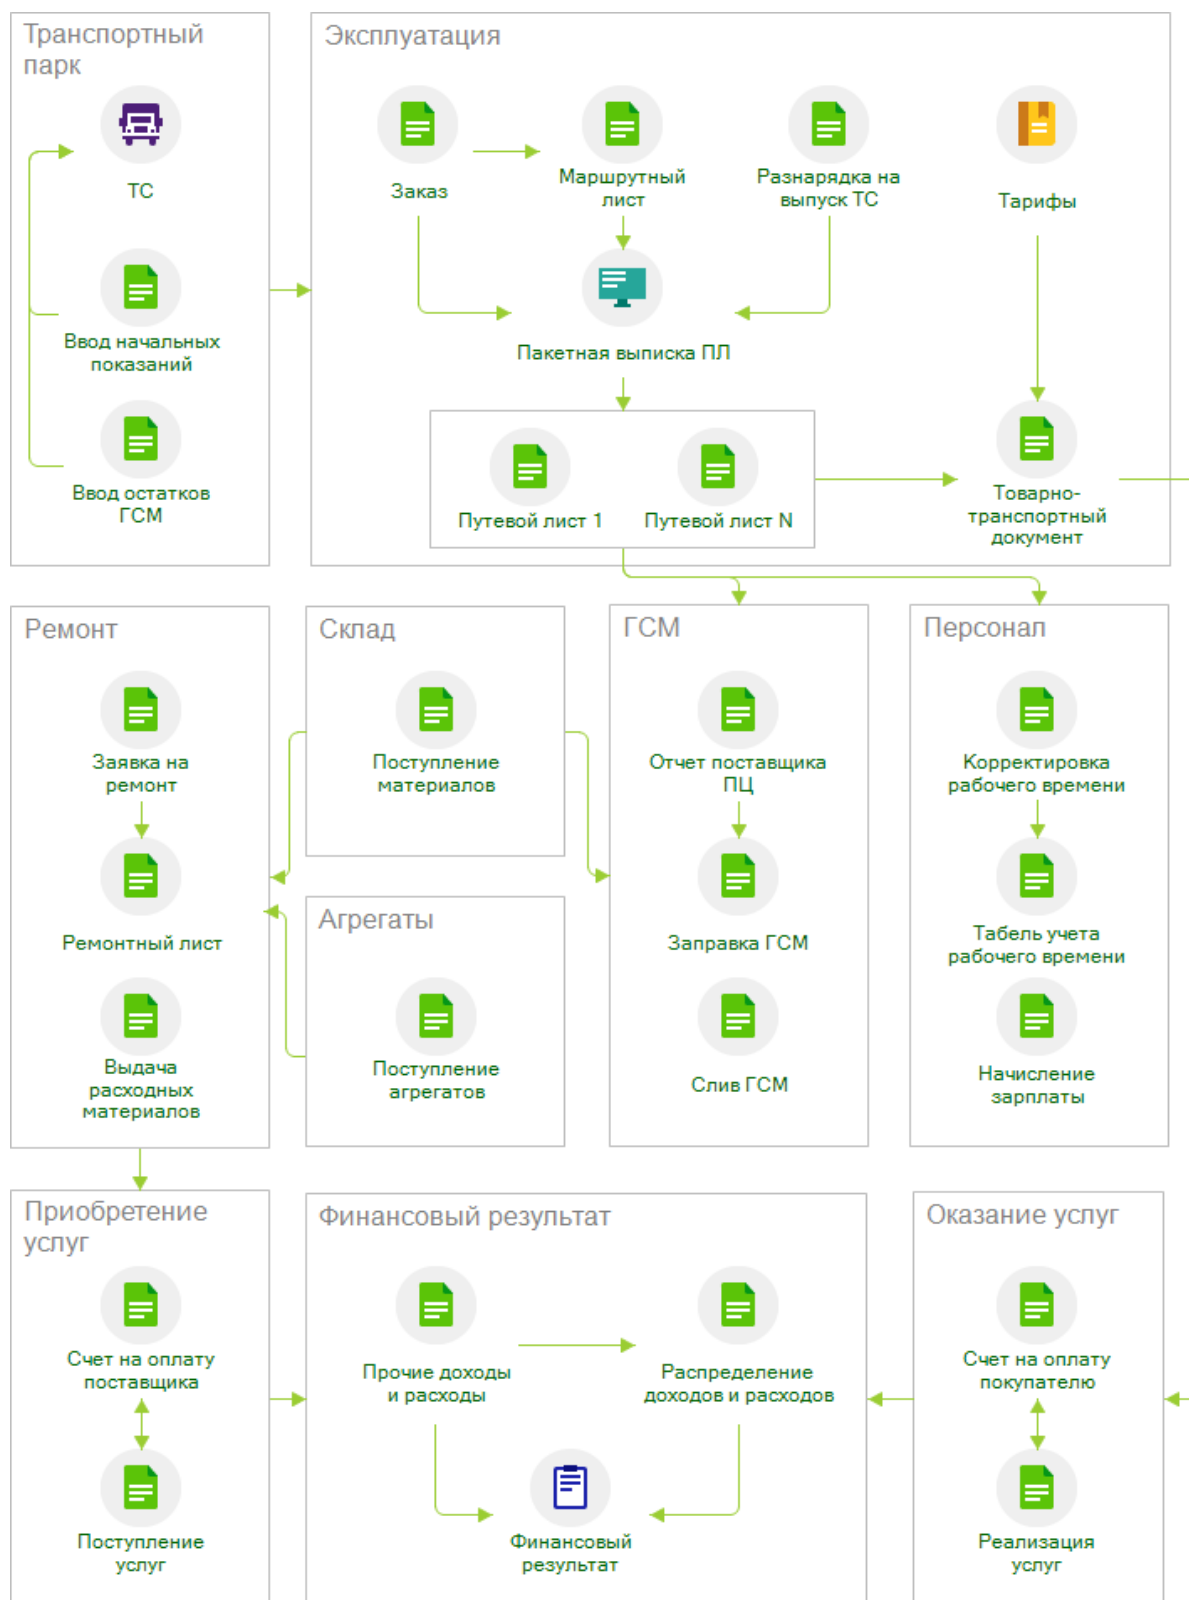 Транспортный
парк
ТС
Ввод начальных
показаний
Ввод остатков
ГСМ
Эксплуатация
Заказ
Маршрутный
лист
Разнарядка на
выпуск ТС
Тарифы
Пакетная выписка ПЛ
Путевой лист 1
Путевой лист N
Товарно-
транспортный
документ
Ремонт
Заявка на
ремонт
Ремонтный лист
Выдача
расходных
материалов
Склад
Поступление
материалов
Агрегаты
Поступление
агрегатов
ГСМ
Отчет поставщика
ПЦ
Заправка ГСМ
Слив ГСМ
Персонал
Корректировка
рабочего времени
Табель учета
рабочего времени
Начисление
зарплаты
Приобретение
услуг
Счет на оплату
поставщика
Поступление
услуг
Финансовый результат
Прочие доходы
и расходы
Распределение
доходов и расходов
Финансовый
результат
Оказание услуг
Счет на оплату
покупателю
Реализация
услуг